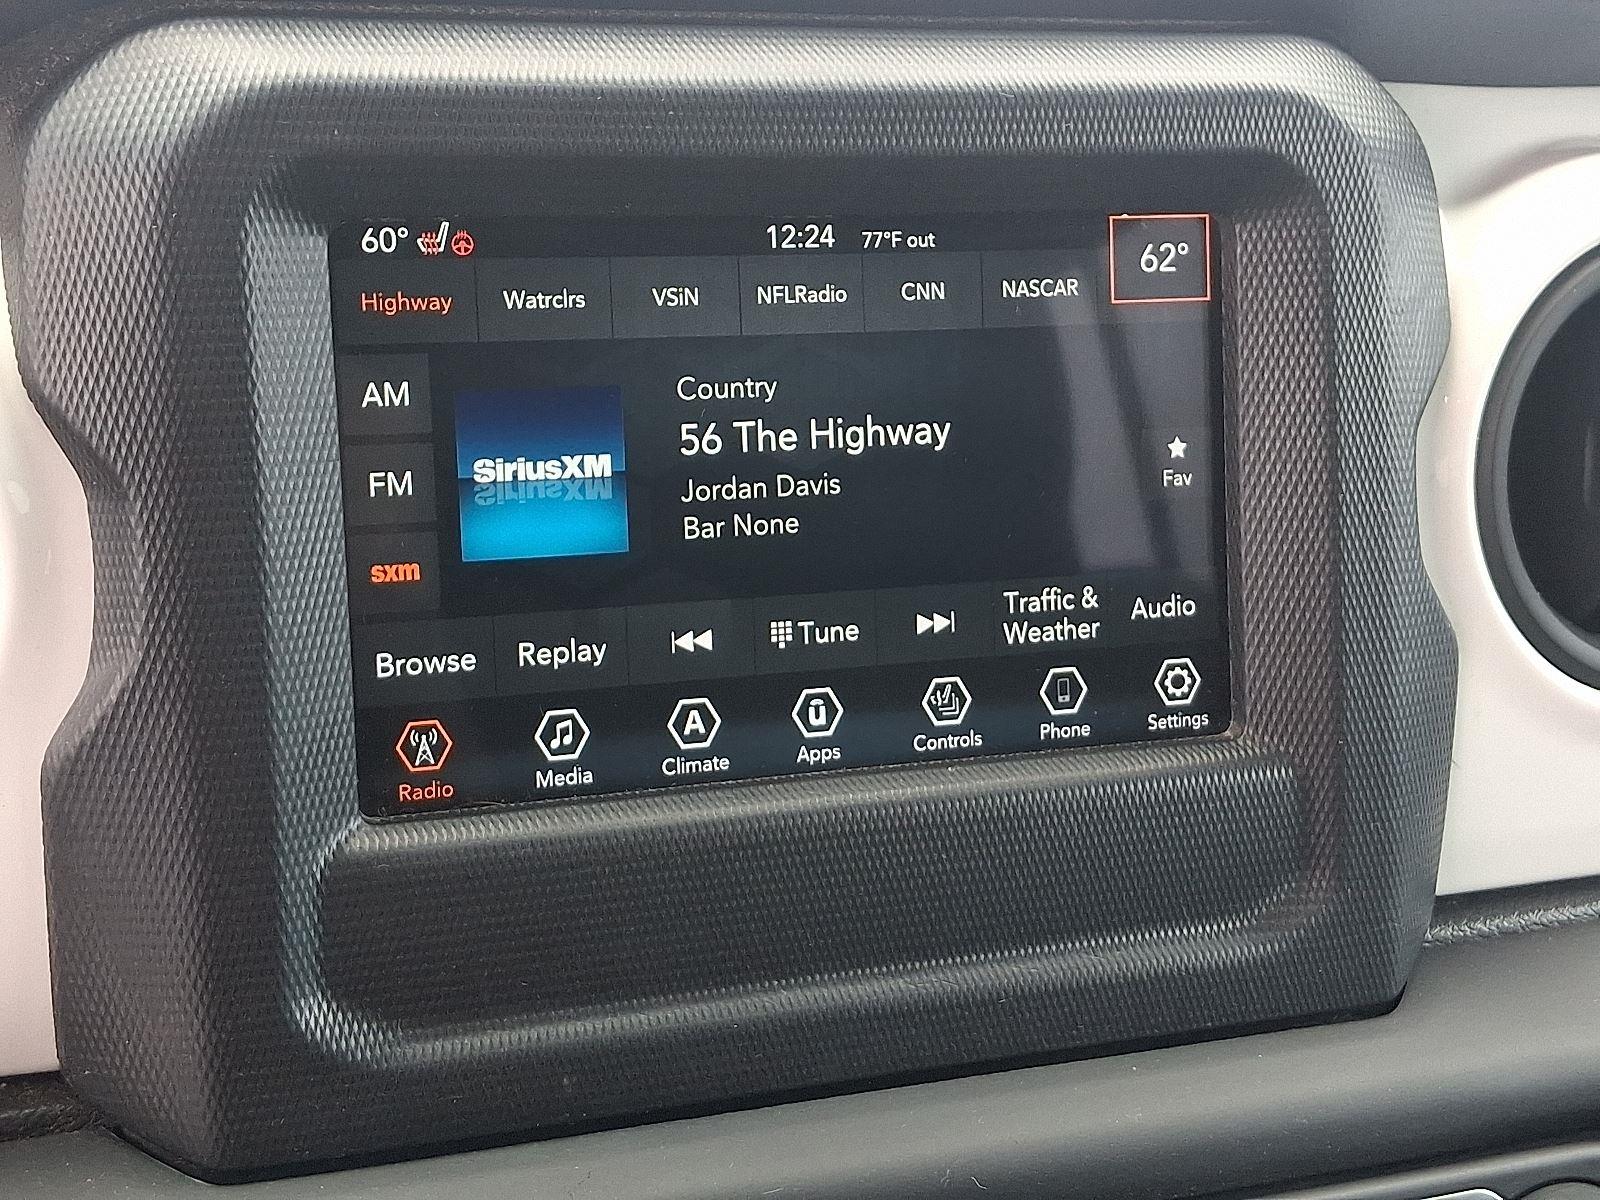 60° 12:24 77°F out 62°
Highway Watrclrs VSiN NFLRadio CNN NASCAR
AM
FM
sxm
SiriusXM
Country
56 The Highway
Jordan Davis
Bar None
Fav
Browse Replay Tune Traffic & Weather Audio
Radio Media A Climate û Apps Controls Phone Settings